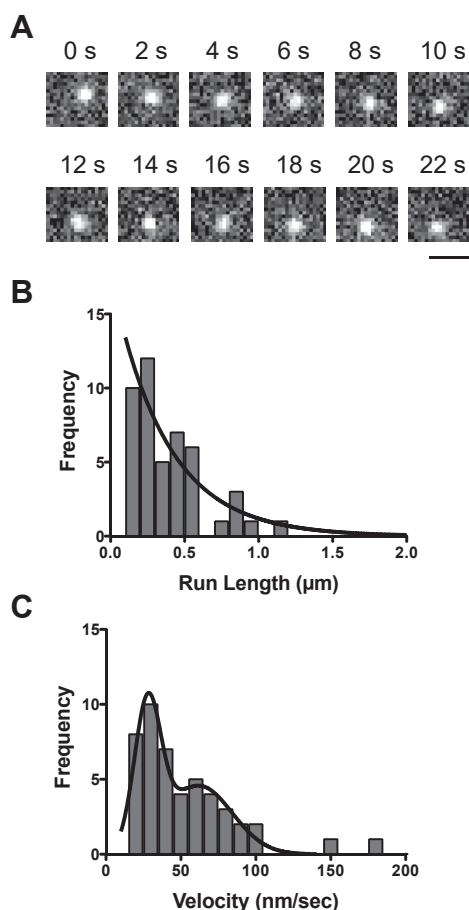 A
0 s 2 s 4 s 6 s 8 s 10 s
12 s 14 s 16 s 18 s 20 s 22 s
B
15
10
5
0
Frequency
0.0 0.5 1.0 1.5 2.0
Run Length (µm)
C
15
10
5
0
Frequency
0 50 100 150 200
Velocity (nm/sec)